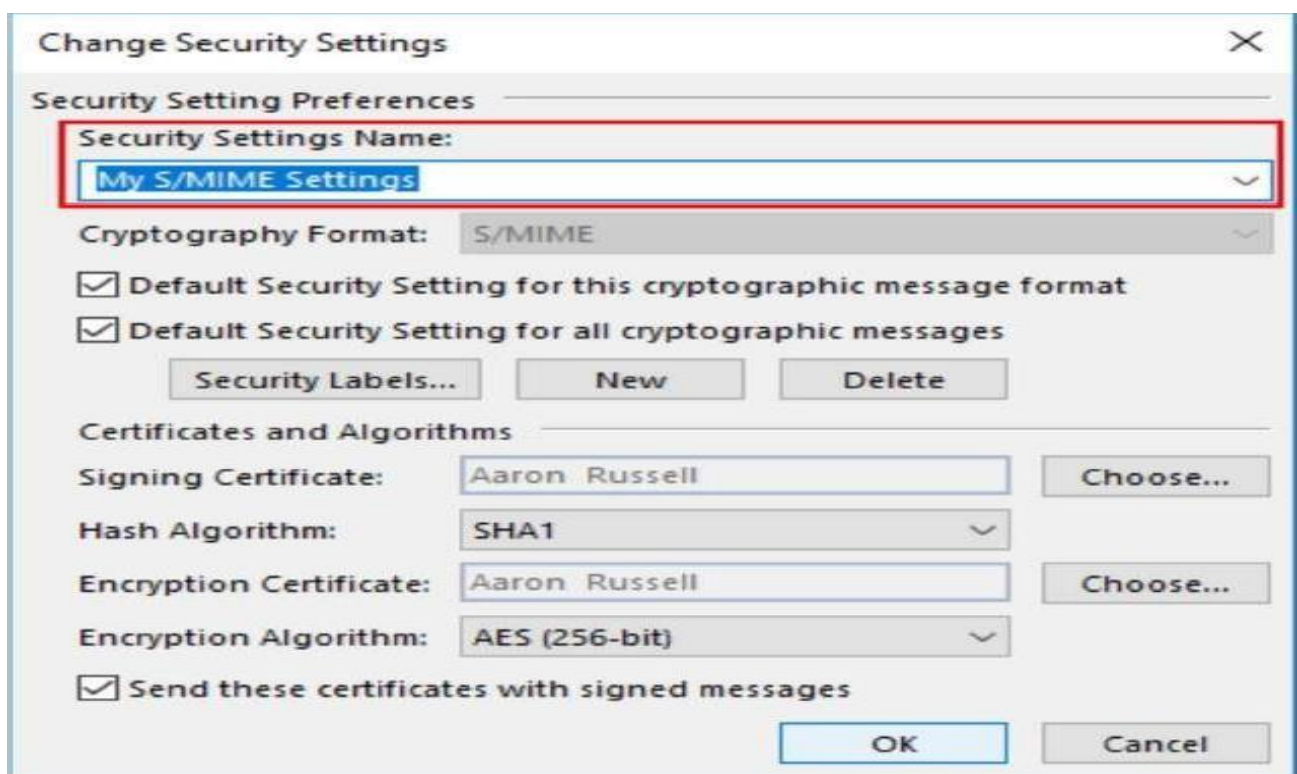 Change Security Settings
Security Setting Preferences
Security Settings Name:
My S/MIME Settings
Cryptography Format: S/MIME
Default Security Setting for this cryptographic message format
Default Security Setting for all cryptographic messages
Security Labels... New Delete
Certificates and Algorithms
Signing Certificate: Aaron Russell Choose...
Hash Algorithm: SHA1
Encryption Certificate: Aaron Russell Choose...
Encryption Algorithm: AES (256-bit)
Send these certificates with signed messages
OK Cancel